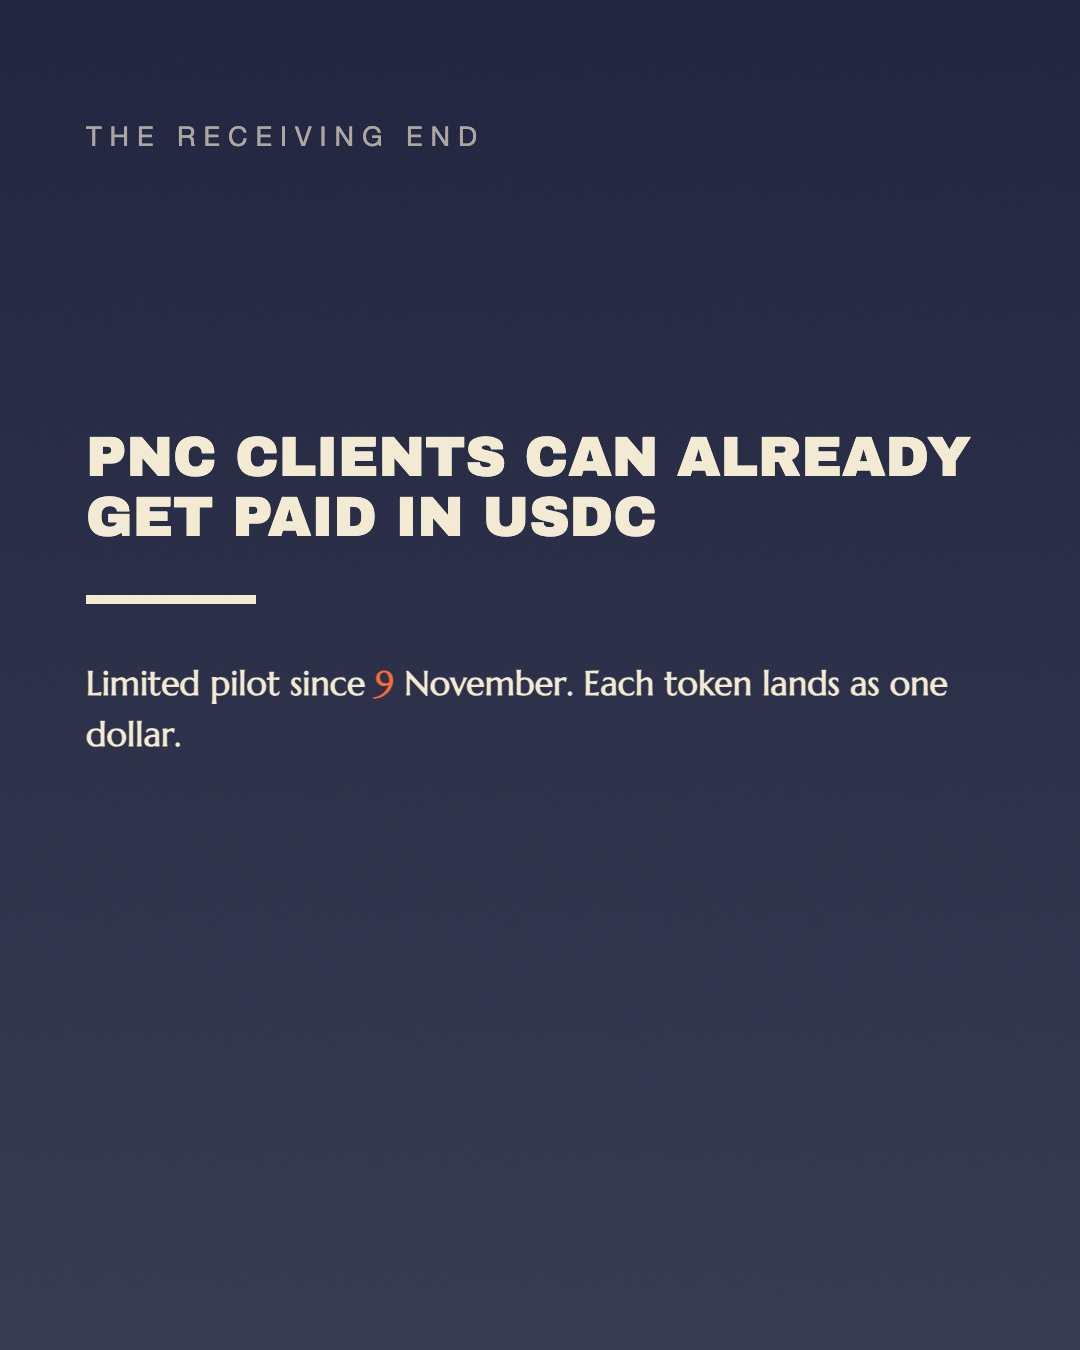 THE RECEIVING END
PNC CLIENTS CAN ALREADY
GET PAID IN USDC
Limited pilot since 9 November. Each token lands as one
dollar.